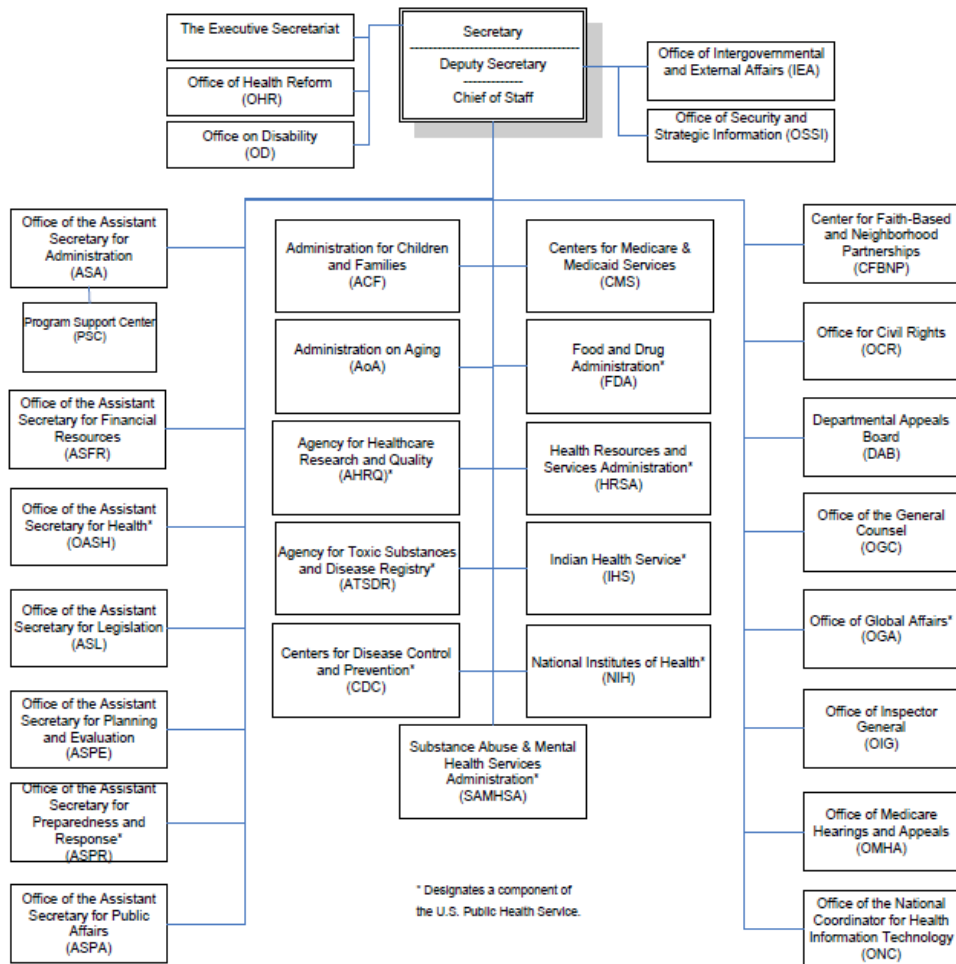 The Executive Secretariat
Office of Health Reform
(OHR)
Office on Disability
(OD)
Secretary
Deputy Secretary
Chief of Staff
Office of Intergovernmental
and External Affairs (IEA)
Office of Security and
Strategic Information (OSSI)
Office of the Assistant
Secretary for
Administration
(ASA)
Program Support Center
(PSC)
Office of the Assistant
Secretary for Financial
Resources
(ASFR)
Office of the Assistant
Secretary for Health*
(OASH)
Office of the Assistant
Secretary for Legislation
(ASL)
Office of the Assistant
Secretary for Planning
and Evaluation
(ASPE)
Office of the Assistant
Secretary for
Preparedness and
Response*
(ASPR)
Office of the Assistant
Secretary for Public
Affairs
(ASPA)
Administration for Children
and Families
(ACF)
Administration on Aging
(AoA)
Agency for Healthcare
Research and Quality
(AHRQ)*
Agency for Toxic Substances
and Disease Registry*
(ATSDR)
Centers for Disease Control
and Prevention*
(CDC)
Centers for Medicare &
Medicaid Services
(CMS)
Food and Drug
Administration*
(FDA)
Health Resources and
Services Administration*
(HRSA)
Indian Health Service*
(IHS)
National Institutes of Health*
(NIH)
Substance Abuse & Mental
Health Services
Administration*
(SAMHSA)
* Designates a component of
the U.S. Public Health Service.
Center for Faith-Based
and Neighborhood
Partnerships
(CFBNP)
Office for Civil Rights
(OCR)
Departmental Appeals
Board
(DAB)
Office of the General
Counsel
(OGC)
Office of Global Affairs*
(OGA)
Office of Inspector
General
(OIG)
Office of Medicare
Hearings and Appeals
(OMHA)
Office of the National
Coordinator for Health
Information Technology
(ONC)